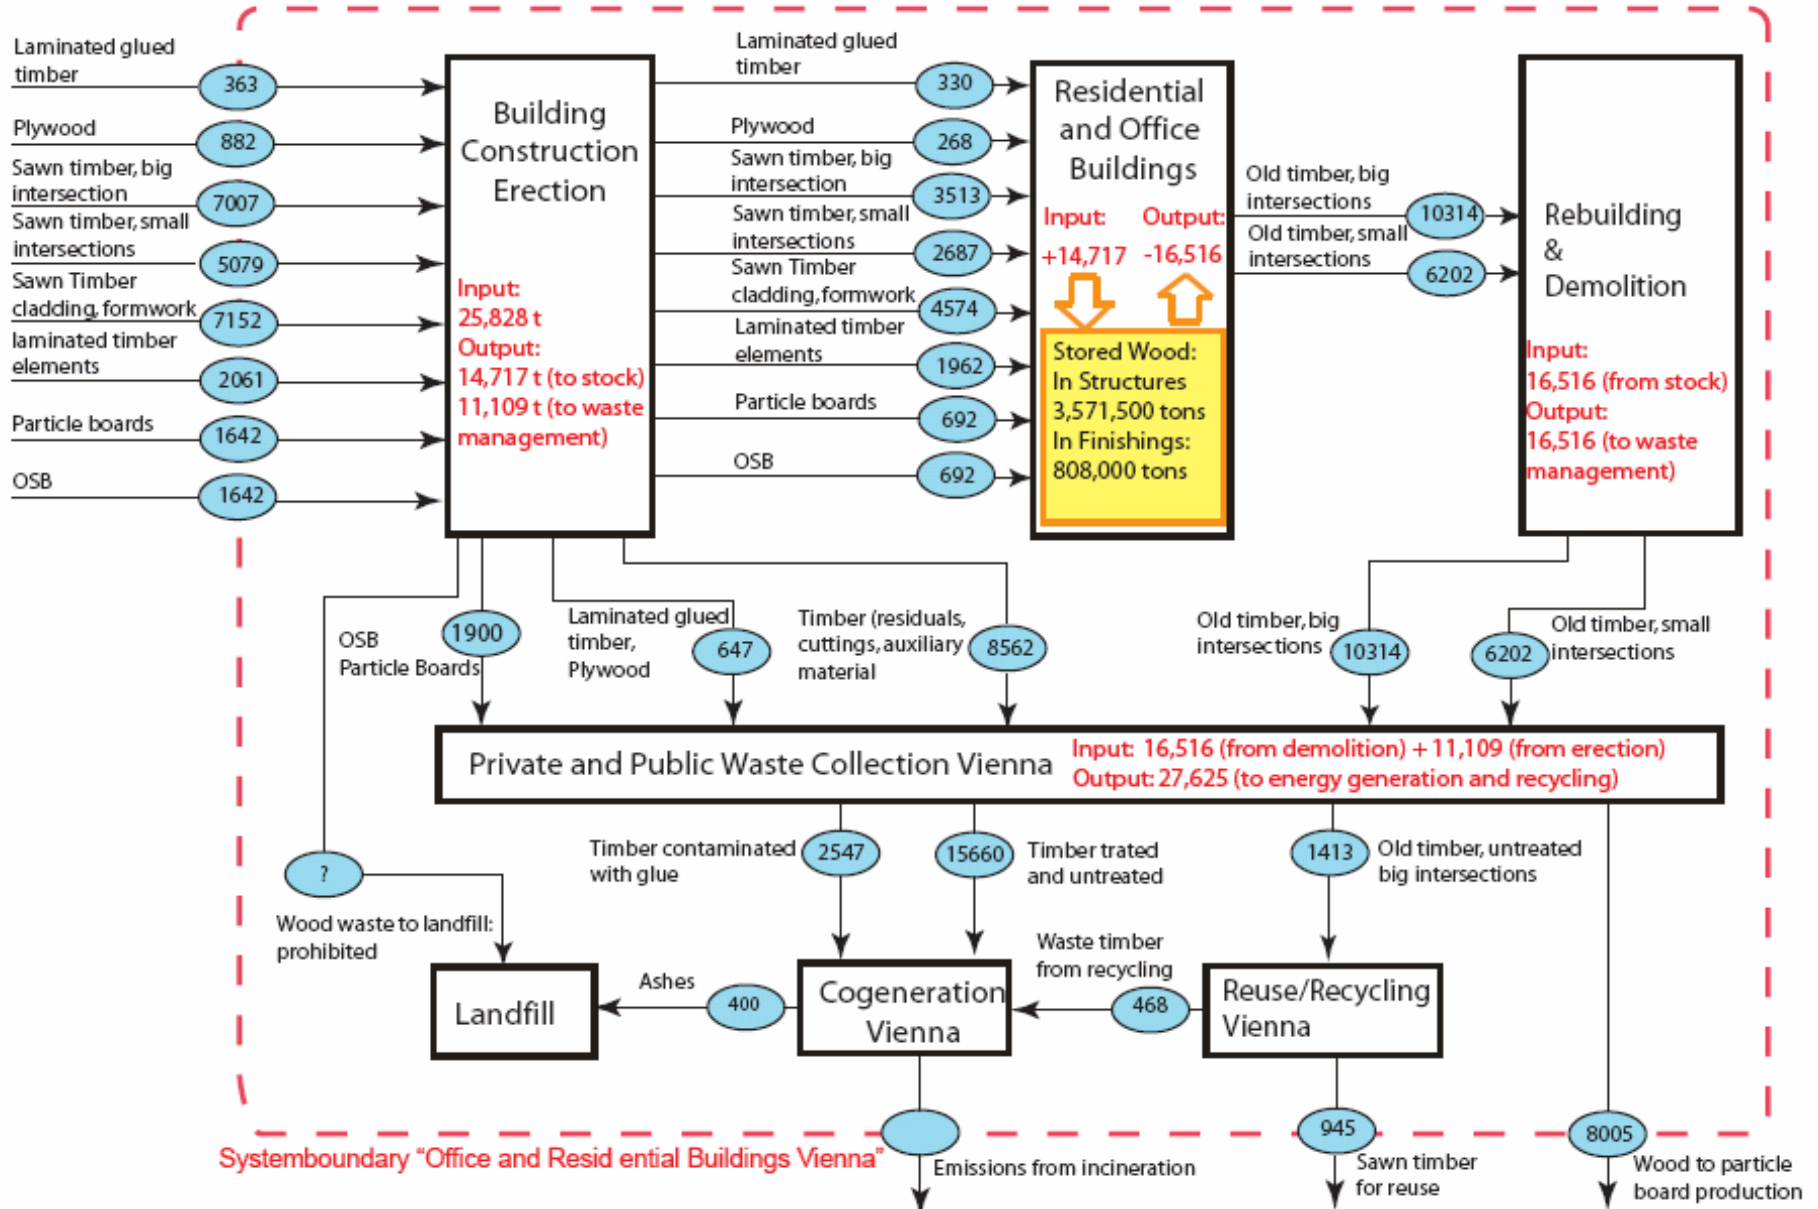 Laminated glued
timber
363
Plywood
882
Sawn timber, big
intersection
7007
Sawn timber, small
intersections
5079
Sawn Timber
cladding, formwork
7152
laminated timber
elements
2061
Particle boards
1642
OSB
1642
Building
Construction
Erection
Input:
25,828 t
Output:
14,717 t (to stock)
11,109 t (to waste
management)
Laminated glued
timber
330
Plywood
268
Sawn timber, big
intersection
3513
Sawn timber, small
intersections
2687
Sawn Timber
cladding, formwork
4574
Laminated timber
elements
1962
Particle boards
692
OSB
692
Residential
and Office
Buildings
Input: Output:
+14,717 -16,516
Stored Wood:
In Structures
3,571,500 tons
In Finishings:
808,000 tons
Old timber, big
intersections
10314
Old timber, small
intersections
6202
Rebuilding
&
Demolition
Input:
16,516 (from stock)
Output:
16,516 (to waste
management)
OSB
Particle Boards
1900
Laminated glued
timber,
Plywood
647
Timber (residuals,
cuttings, auxiliary
material
8562
Old timber, big
intersections
10314
Old timber, small
intersections
6202
Private and Public Waste Collection Vienna
Input: 16,516 (from demolition) + 11,109 (from erection)
Output: 27,625 (to energy generation and recycling)
?
Wood waste to landfill:
prohibited
Timber contaminated
with glue
2547
15660
Timber trated
and untreated
1413
Old timber, untreated
big intersections
Landfill
Ashes
400
Cogeneration
Vienna
Waste timber
from recycling
468
Reuse/Recycling
Vienna
945
8005
Systemboundary "Office and Resid ential Buildings Vienna"
Emissions from incineration
Sawn timber
for reuse
Wood to particle
board production